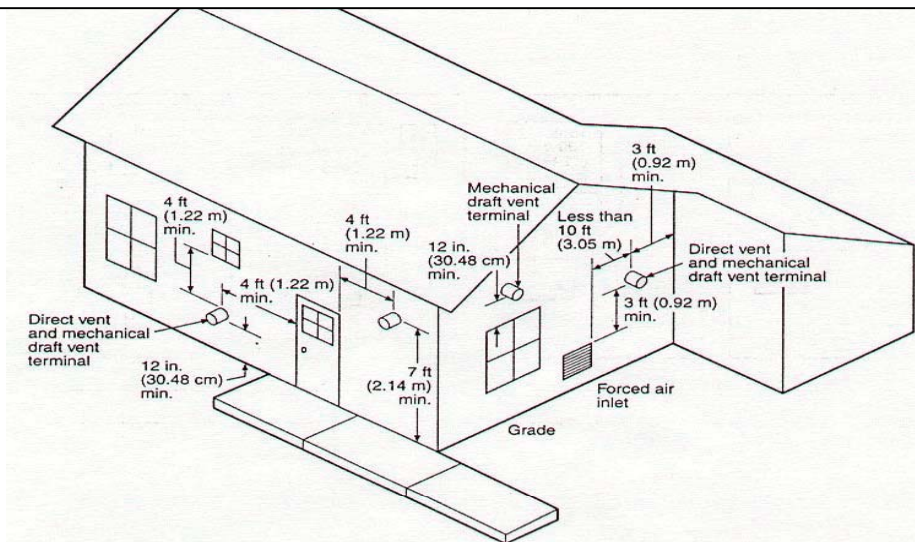 3 ft
(0.92 m)
min.
Mechanical
draft vent
terminal
4 ft
(1.22 m)
min.
4 ft
(1.22 m)
min.
Less than
10 ft
(3.05 m)
12 in.
(30.48 cm)
min.
Direct vent
and mechanical
draft vent terminal
4 ft (1.22 m)
min.
3 ft (0.92 m)
min.
Direct vent
and mechanical
draft vent
terminal
12 in.
(30.48 cm)
min.
7 ft
(2.14 m)
min.
Forced air
inlet
Grade